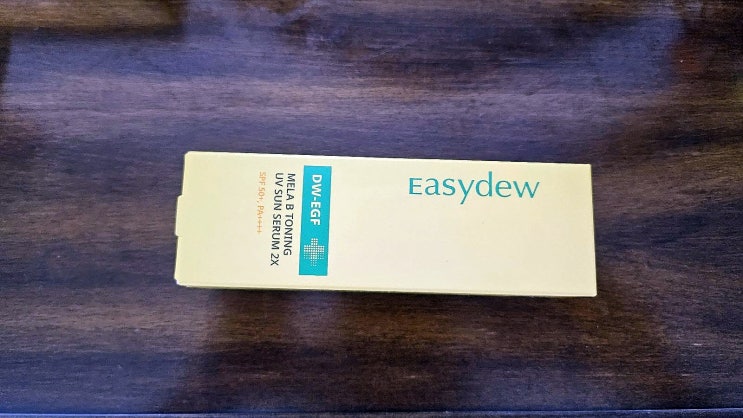 Easydew
DW-EGF
MELA B TONING
UV SUN SERUM 2X
SPF 50+, PA++++